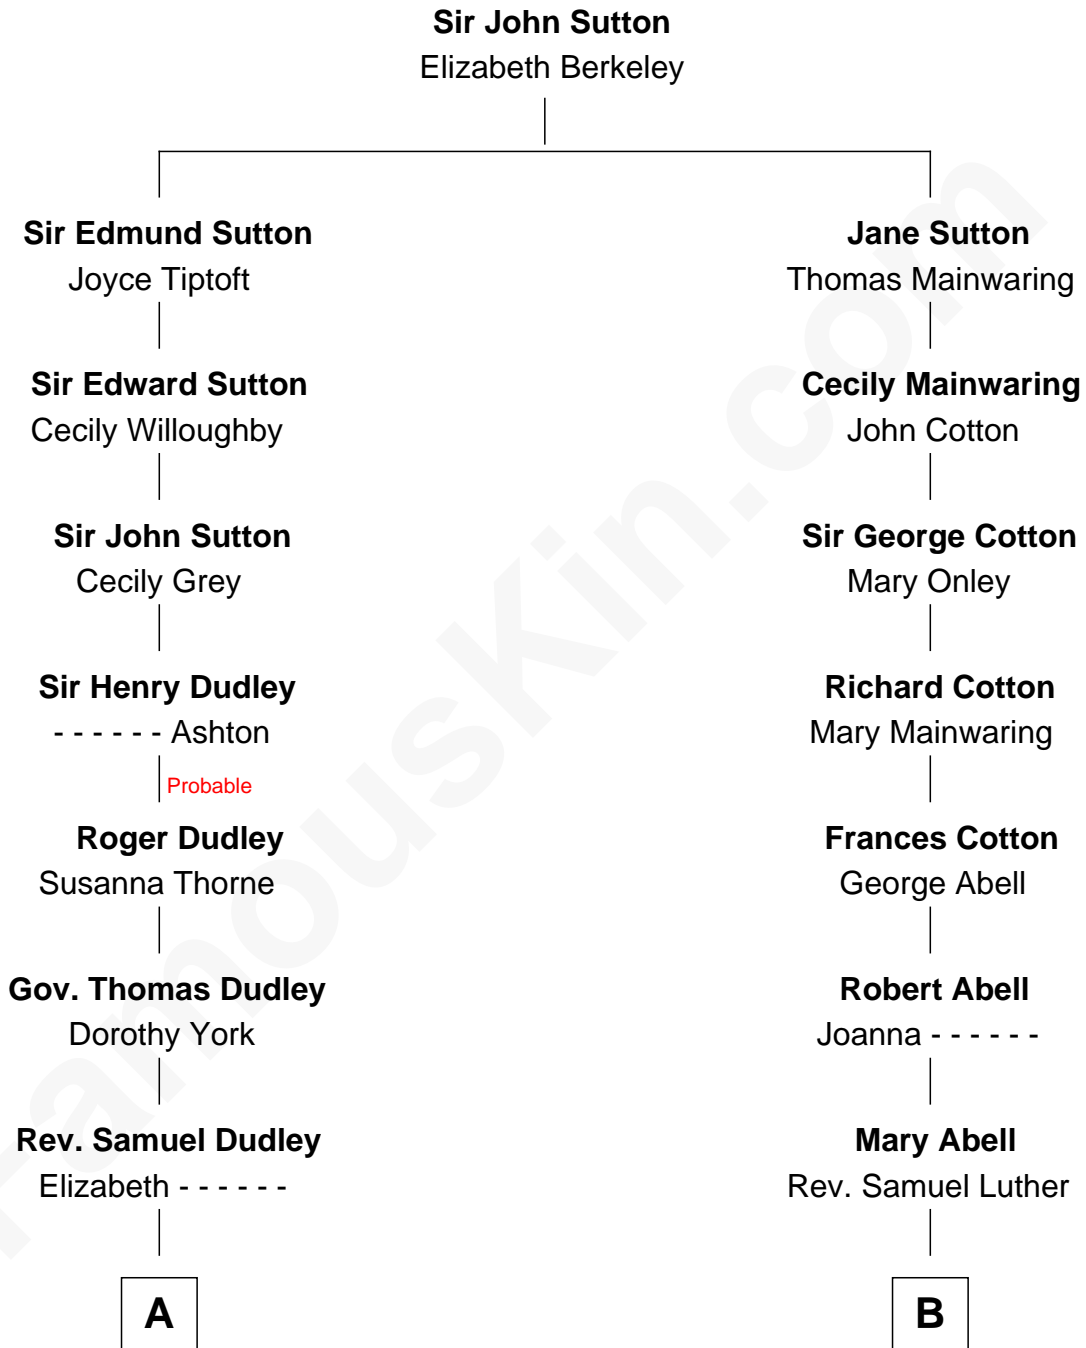 Sir John Sutton
Elizabeth Berkeley
Sir Edmund Sutton
Joyce Tiptoft
Jane Sutton
Thomas Mainwaring
Sir Edward Sutton
Cecily Willoughby
Cecily Mainwaring
John Cotton
Sir John Sutton
Cecily Grey
Sir George Cotton
Mary Onley
Sir Henry Dudley
- - - - - - Ashton
Probable
Richard Cotton
Mary Mainwaring
Roger Dudley
Susanna Thorne
Frances Cotton
George Abell
Gov. Thomas Dudley
Dorothy York
Robert Abell
Joanna - - - - - -
Rev. Samuel Dudley
Elizabeth - - - - - -
Mary Abell
Rev. Samuel Luther
A
B
FamousKin.com